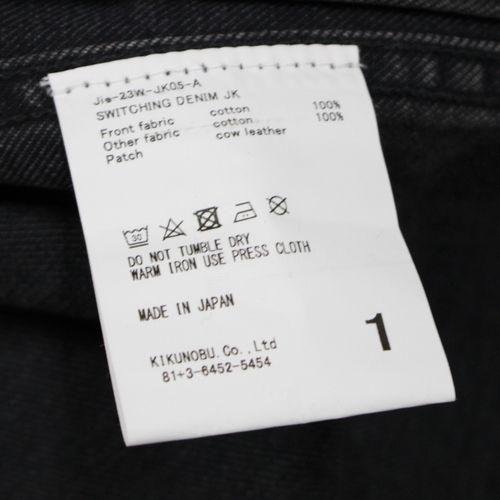 Jie-23W-JK05-A
SWITCHING DENIM JK
Front fabric cotton 100%
Other fabric cotton 100%
Patch cow leather
30
DO NOT TUMBLE DRY
WARM IRON USE PRESS CLOTH
MADE IN JAPAN
1
KIKUNOBU.Co.,Ltd
81+3-6452-5454